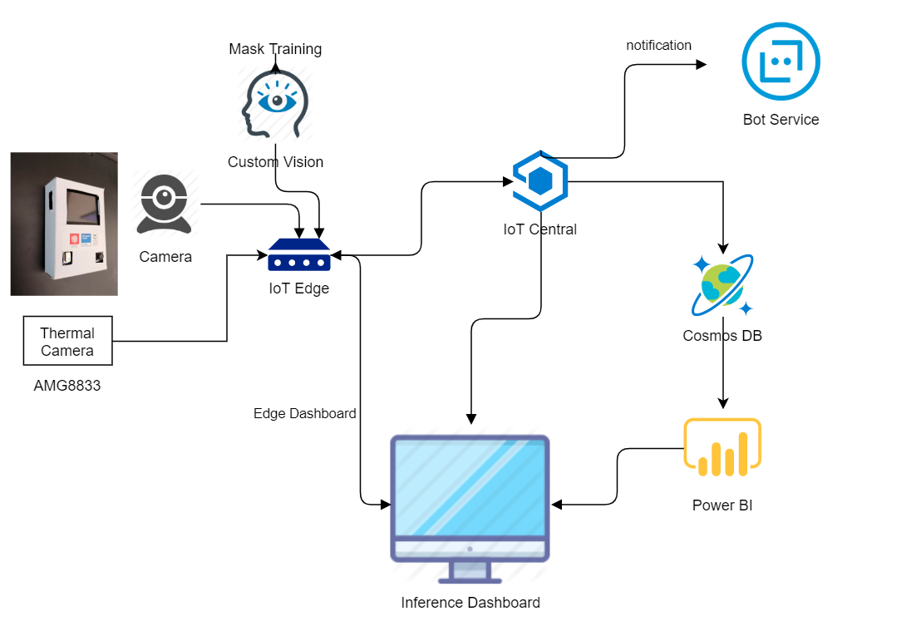 Mask Training
notification
Bot Service
Custom Vision
IoT Central
Camera
IoT Edge
Thermal
Camera
AMG8833
Cosmos DB
Edge Dashboard
Power BI
Inference Dashboard